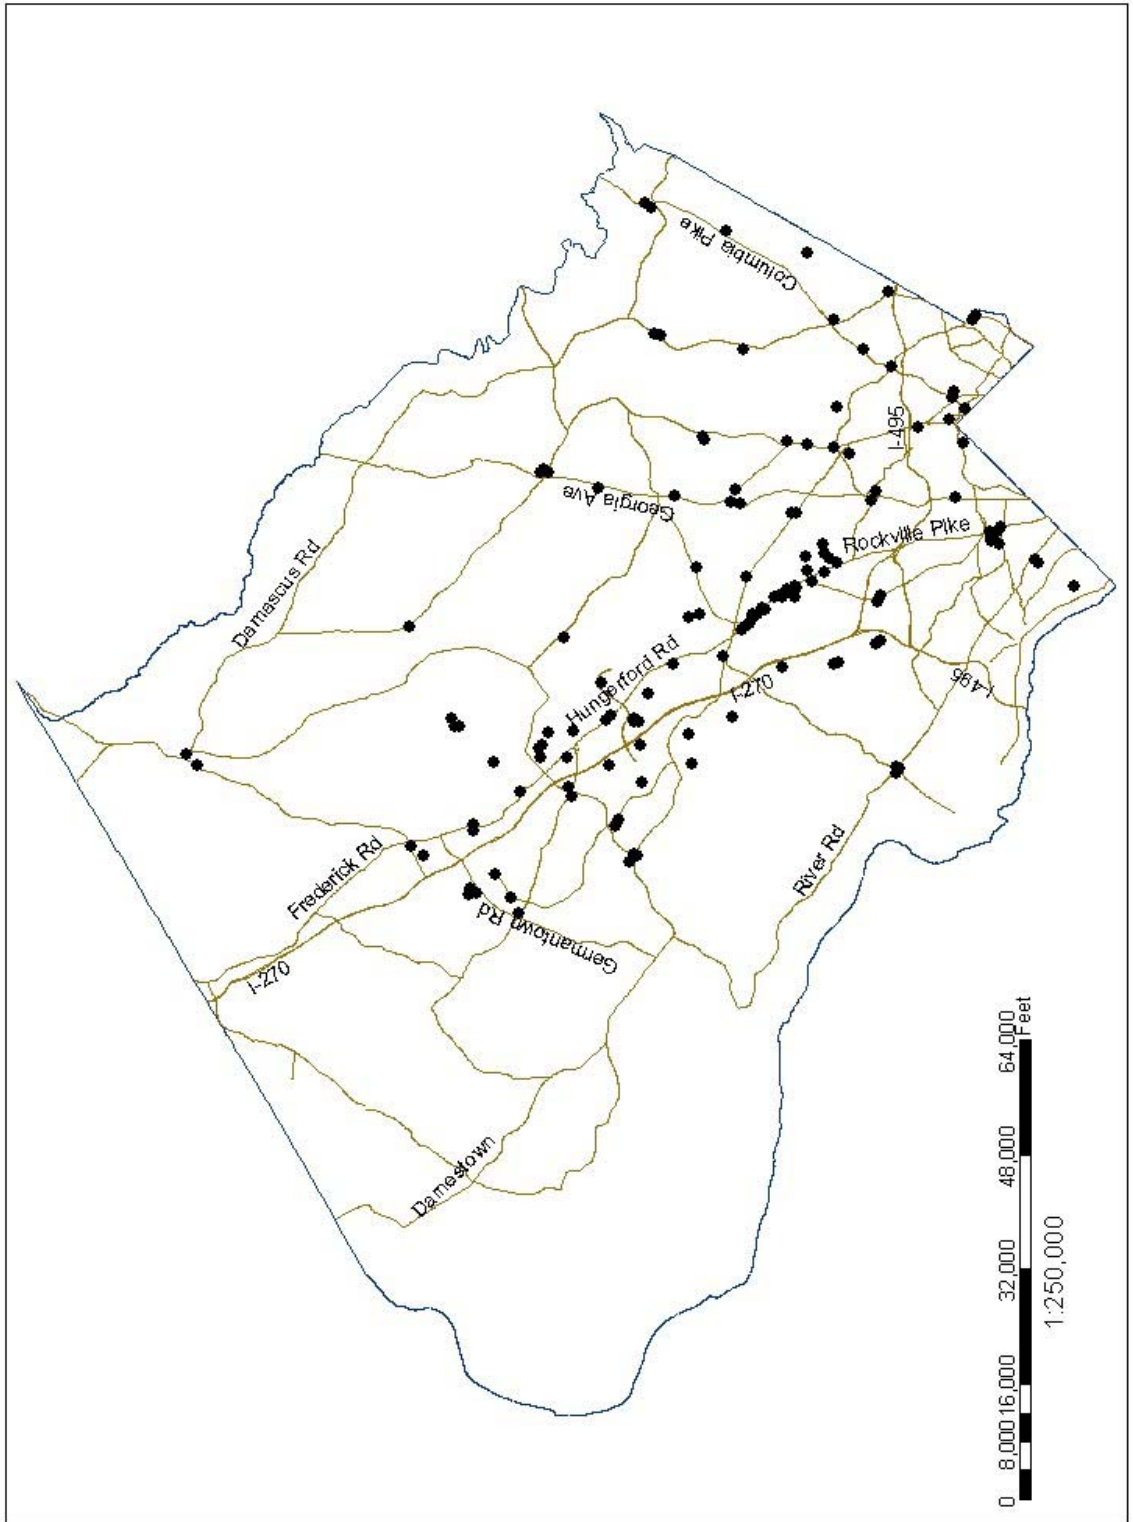 Columbia Pike
I-495
Georgia Ave
Rockville Pike
Damascus Rd
Hungerford Rd
I-270
I-495
Frederick Rd
River Rd
Germantown Rd
I-270
Darnestown
0 8,000 16,000 32,000 48,000 64,000
Feet
1:250,000